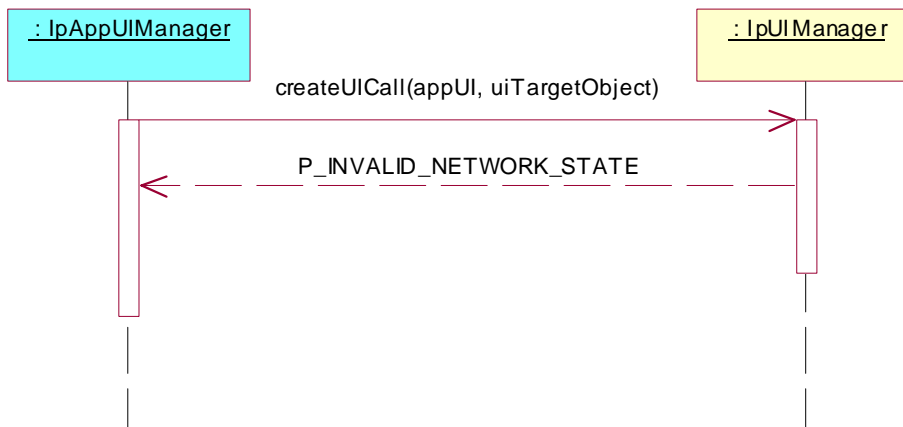 : IpAppUIManager
: IpUIManager
createUICall(appUI, uiTargetObject)
P_INVALID_NETWORK_STATE